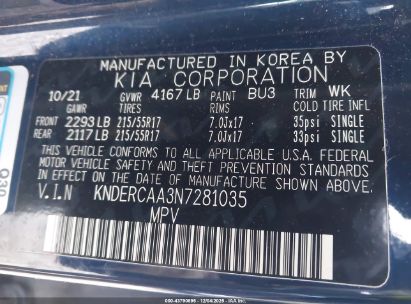 MANUFACTURED IN KOREA BY
KIA CORPORATION
10/21 GVWR 4167 LB PAINT BU3 TRIM WK
GAWR TIRES RIMS COLD TIRE INFL
FRONT 2293 LB 215/55R17 7.0Jx17 35psi SINGLE
REAR 2117 LB 215/55R17 7.0Jx17 33psi SINGLE
THIS VEHICLE CONFORMS TO ALL APPLICABLE U.S.A. FEDERAL
MOTOR VEHICLE SAFETY AND THEFT PREVENTION STANDARDS
IN EFFECT ON THE DATE OF MANUFACTURE SHOWN ABOVE.
V.I.N KNDERCAA3N7281035
MPV
Q30